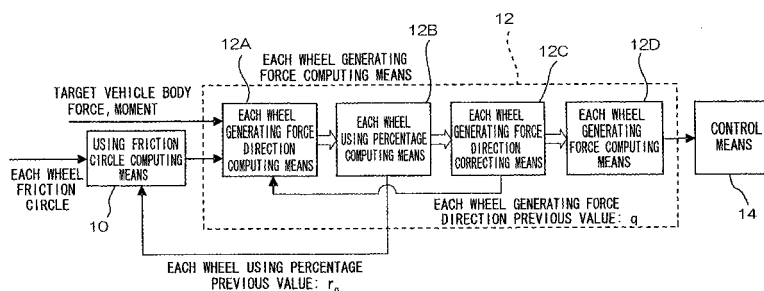 12
12A
12B
12C
12D
EACH WHEEL GENERATING
FORCE COMPUTING MEANS
TARGET VEHICLE BODY
FORCE, MOMENT
EACH WHEEL
FRICTION
CIRCLE
USING FRICTION
CIRCLE COMPUTING
MEANS
10
EACH WHEEL
GENERATING FORCE
DIRECTION
COMPUTING MEANS
EACH WHEEL
USING PERCENTAGE
COMPUTING MEANS
EACH WHEEL
GENERATING FORCE
DIRECTION
CORRECTING MEANS
EACH WHEEL
GENERATING
FORCE COMPUTING
MEANS
CONTROL
MEANS
14
EACH WHEEL GENERATING FORCE
DIRECTION PREVIOUS VALUE: q
EACH WHEEL USING PERCENTAGE
PREVIOUS VALUE: r₀